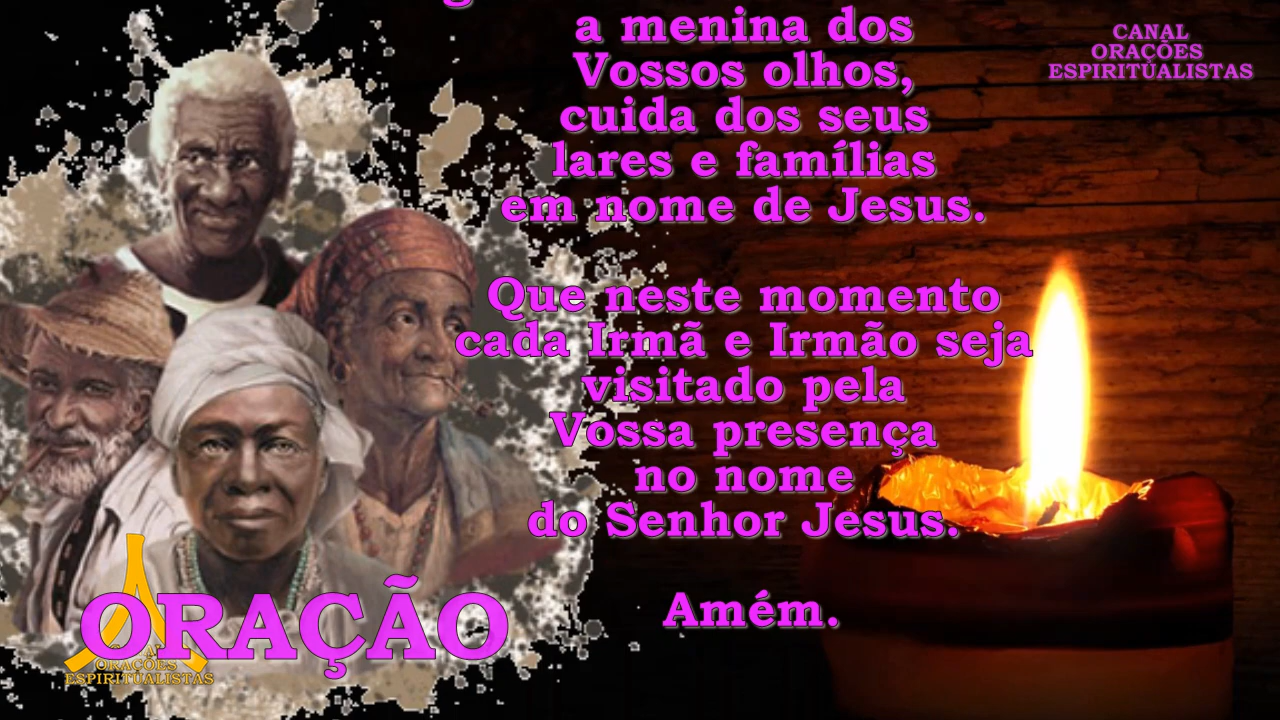 a menina dos
Vossos olhos,
cuida dos seus
lares e famílias
em nome de Jesus.
Que neste momento
cada Irmã e Irmão seja
visitado pela
Vossa presença
no nome
do Senhor Jesus.
Amém.
CANAL
ORAÇÕES
ESPIRITUALISTAS
ORAÇÃO
ORAÇÕES
ESPIRITUALISTAS